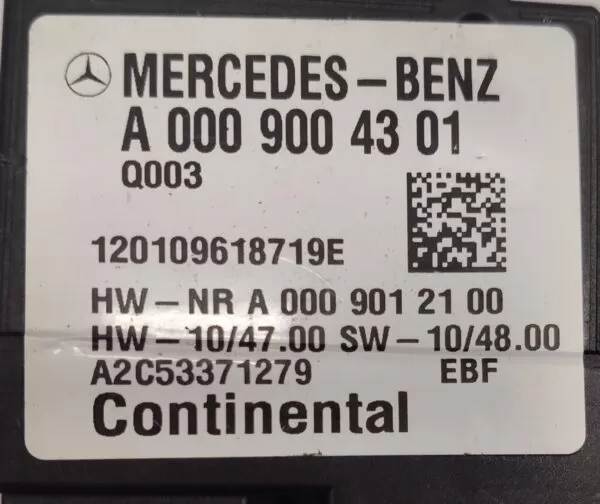 MERCEDES-BENZ
A 000 900 43 01
Q003
120109618719E
HW-NR A 000 901 21 00
HW-10/47.00 SW-10/48.00
A2C53371279 EBF
Continental